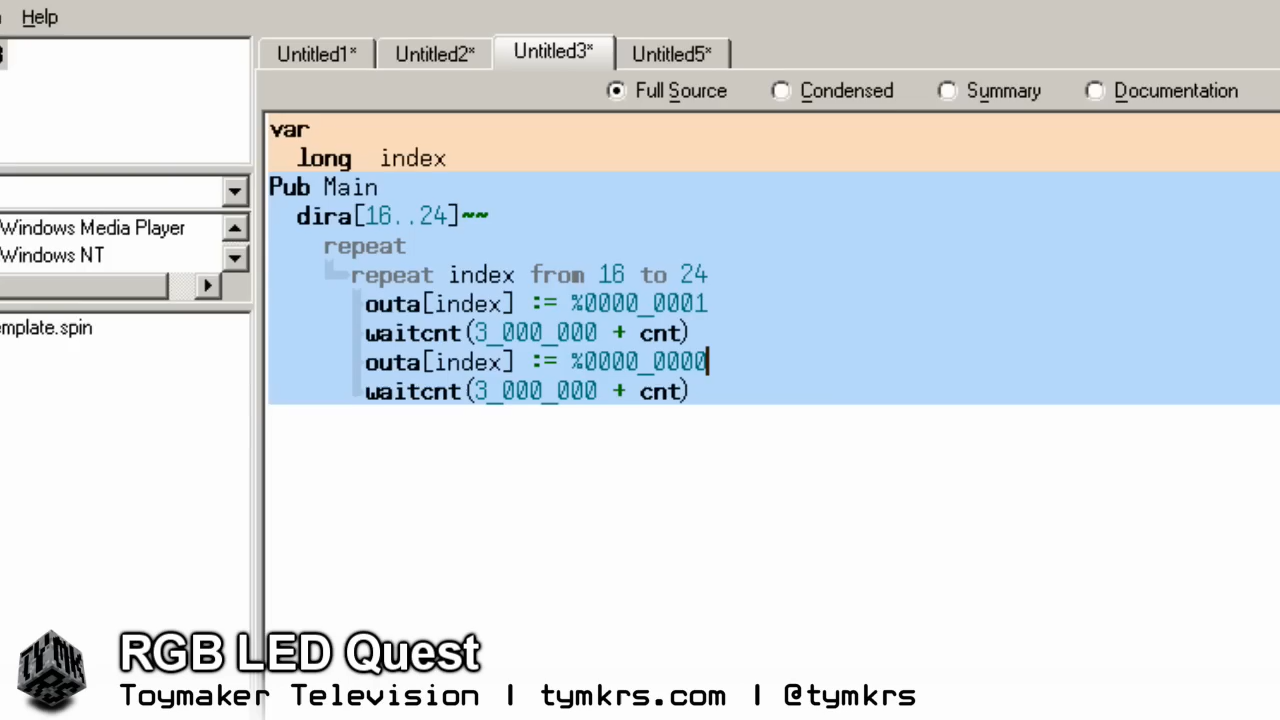 Help
Untitled1* Untitled2* Untitled3* Untitled5*
Full Source Condensed Summary Documentation
var
long index
Pub Main
dira[16..24]~~
repeat
repeat index from 16 to 24
outa[index] := %0000_0001
waitcnt(3_000_000 + cnt)
outa[index] := %0000_0000
waitcnt(3_000_000 + cnt)
Windows Media Player
Windows NT
mplate.spin
TYMK
RGB LED Quest
Toymaker Television | tymkrs.com | @tymkrs